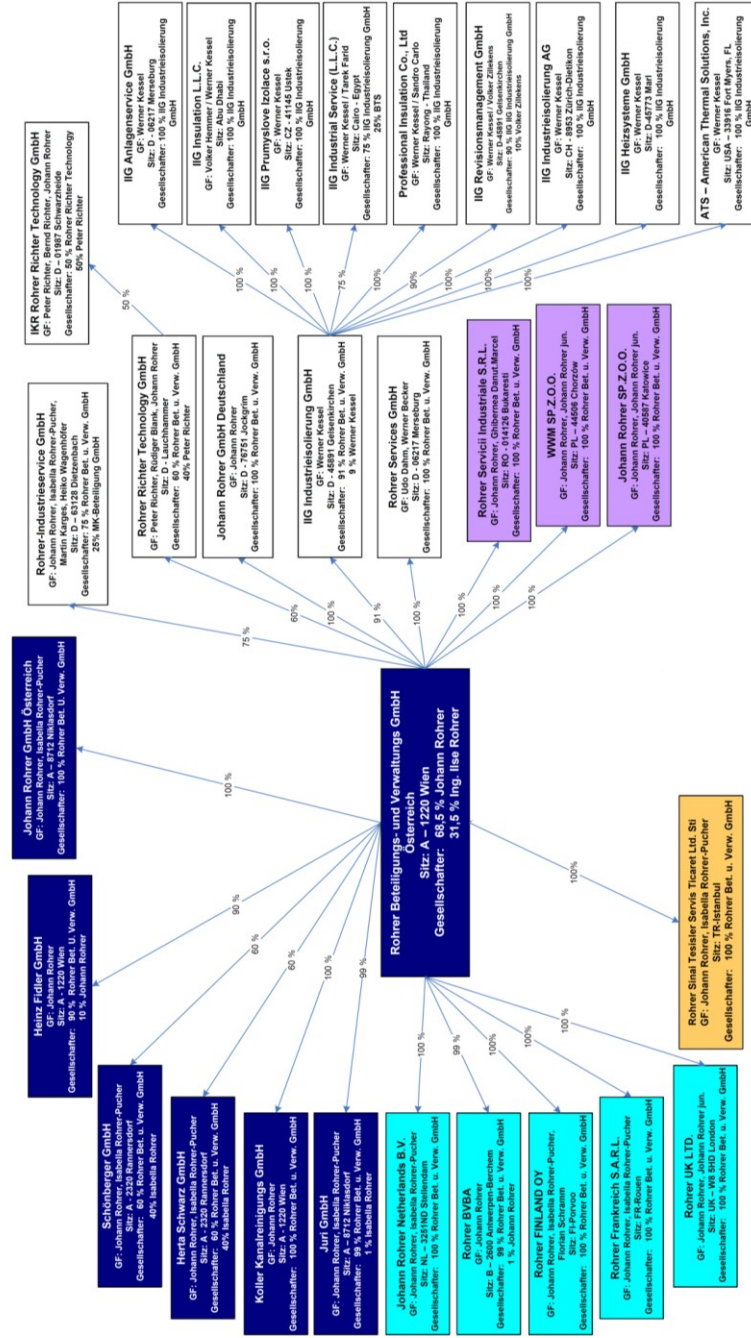 Johann Rohrer GmbH Österreich
GF: Johann Rohrer, Isabella Rohrer-Pucher
Sitz: A – 8712 Niklasdorf
Gesellschafter: 100 % Rohrer Bet. U. Verw. GmbH
Heinz Fidler GmbH
GF: Johann Rohrer
Sitz: A - 1220 Wien
Gesellschafter: 90 % Rohrer Bet. U. Verw. GmbH
10 % Johann Rohrer
Schönberger GmbH
GF: Johann Rohrer, Isabella Rohrer-Pucher
Sitz: A - 2320 Rannersdorf
Gesellschafter: 60 % Rohrer Bet. u. Verw. GmbH
40% Isabella Rohrer
Herta Schwarz GmbH
GF: Johann Rohrer, Isabella Rohrer-Pucher
Sitz: A - 2320 Rannersdorf
Gesellschafter: 60 % Rohrer Bet. u. Verw. GmbH
40% Isabella Rohrer
Koller Kanalreinigungs GmbH
GF: Johann Rohrer
Sitz: A -1220 Wien
Gesellschafter: 100 % Rohrer Bet. u. Verw. GmbH
Juri GmbH
GF: Johann Rohrer, Isabella Rohrer-Pucher
Sitz: A – 8712 Niklasdorf
Gesellschafter: 99 % Rohrer Bet. u. Verw. GmbH
1 % Isabella Rohrer
Johann Rohrer Netherlands B.V.
GF: Johann Rohrer, Isabella Rohrer-Pucher
Sitz: NL – 3251ND Stellendam
Gesellschafter: 100 % Rohrer Bet. u. Verw. GmbH
Rohrer BVBA
GF: Johann Rohrer
Sitz: B – 2600 Antwerpen-Berchem
Gesellschafter: 99 % Rohrer Bet. u. Verw. GmbH
1 % Johann Rohrer
Rohrer FINLAND OY
GF: Johann Rohrer, Isabella Rohrer-Pucher,
Florian Schramm
Sitz: FI-Porvoo
Gesellschafter: 100 % Rohrer Bet. u. Verw. GmbH
Rohrer Frankreich S.A.R.L.
GF: Johann Rohrer, Isabella Rohrer-Pucher
Sitz: FR-Rouen
Gesellschafter: 100 % Rohrer Bet. u. Verw. GmbH
Rohrer UK LTD.
GF: Johann Rohrer, Johann Rohrer jun.
Sitz: UK – W8 5HD London
Gesellschafter: 100 % Rohrer Bet. u. Verw. GmbH
Rohrer Sinai Tesisler Servis Ticaret Ltd. Sti
GF: Johann Rohrer, Isabella Rohrer-Pucher
Sitz: TR-Istanbul
Gesellschafter: 100 % Rohrer Bet. u. Verw. GmbH
Rohrer Beteiligungs- und Verwaltungs GmbH
Österreich
Sitz: A – 1220 Wien
Gesellschafter: 68,5 % Johann Rohrer
31,5 % Ing. Ilse Rohrer
100 %
90 %
60 %
60 %
100 %
99 %
100 %
99 %
100%
100 %
100 %
100%
75 %
60%
100 %
91 %
100 %
100 %
100 %
100 %
Rohrer-Industrieservice GmbH
GF: Johann Rohrer, Isabella Rohrer-Pucher,
Martin Karges, Heiko Wagenhöfer
Sitz: D – 63128 Dietzenbach
Gesellschafter: 75 % Rohrer Bet. u. Verw. GmbH
25% MK-Beteiligung GmbH
Rohrer Richter Technology GmbH
GF: Peter Richter, Rüdiger Blank, Johann Rohrer
Sitz: D - Lauchhammer
Gesellschafter: 60 % Rohrer Bet. u. Verw. GmbH
40% Peter Richter
Johann Rohrer GmbH Deutschland
GF: Johann Rohrer
Sitz: D -76751 Jockgrim
Gesellschafter: 100 % Rohrer Bet. u. Verw. GmbH
IIG Industrieisolierung GmbH
GF: Werner Kessel
Sitz: D - 45891 Gelsenkirchen
Gesellschafter: 91 % Rohrer Bet. u. Verw. GmbH
9 % Werner Kessel
Rohrer Services GmbH
GF: Udo Dahm, Werner Becker
Sitz: D – 06217 Merseburg
Gesellschafter: 100 % Rohrer Bet. u. Verw. GmbH
Rohrer Servicii Industriale S.R.L.
GF: Johann Rohrer, Ghibernea Danut.Marcel
Sitz: RO - 014126 Bukaresti
Gesellschafter: 100 % Rohrer Bet. u. Verw. GmbH
WWM SP.Z.O.O.
GF: Johann Rohrer, Johann Rohrer jun.
Sitz: PL – 44506 Chorzów
Gesellschafter: 100 % Rohrer Bet. u. Verw. GmbH
Johann Rohrer SP.Z.O.O.
GF: Johann Rohrer, Johann Rohrer jun.
Sitz: PL – 40507 Katowice
Gesellschafter: 100 % Rohrer Bet. u. Verw. GmbH
50 %
100 %
100 %
100 %
75 %
100%
90%
100%
100%
100%
IKR Rohrer Richter Technology GmbH
GF: Peter Richter, Bernd Richter, Johann Rohrer
Sitz: D – 01987 Schwarzheide
Gesellschafter: 50 % Rohrer Richter Technology
50% Peter Richter
IIG Anlagenservice GmbH
GF: Werner Kessel
Sitz: D - 06217 Merseburg
Gesellschafter: 100 % IIG Industrieisolierung
GmbH
IIG Insulation L.L.C.
GF: Volker Hemmer / Werner Kessel
Sitz: Abu Dhabi
Gesellschafter: 100 % IIG Industrieisolierung
GmbH
IIG Prumyslove Izolace s.r.o.
GF: Werner Kessel
Sitz: CZ - 41145 Ustek
Gesellschafter: 100 % IIG Industrieisolierung
GmbH
IIG Industrial Service (L.L.C.)
GF: Werner Kessel / Tarek Farid
Sitz: Cairo - Egypt
Gesellschafter: 75 % IIG Industrieisolierung GmbH
25% BTS
Professional Insulation Co., Ltd
GF: Werner Kessel / Sandro Carlo
Sitz: Rayong - Thailand
Gesellschafter: 100 % IIG Industrieisolierung
GmbH
IIG Revisionsmanagement GmbH
GF: Werner Kessel / Volker Zillekens
Sitz: D-45891 Gelsenkirchen
Gesellschafter: 90 % IIG Industrieisolierung GmbH
10% Volker Zillekens
IIG Industrieisolierung AG
GF: Werner Kessel
Sitz: CH - 8953 Zürich-Dietikon
Gesellschafter: 100 % IIG Industrieisolierung
GmbH
IIG Heizsysteme GmbH
GF: Werner Kessel
Sitz: D-45773 Marl
Gesellschafter: 100 % IIG Industrieisolierung
GmbH
ATS – American Thermal Solutions, Inc.
GF: Werner Kessel
Sitz: USA – 33916 Fort Myers, FL
Gesellschafter: 100 % IIG Industrieisolierung
GmbH